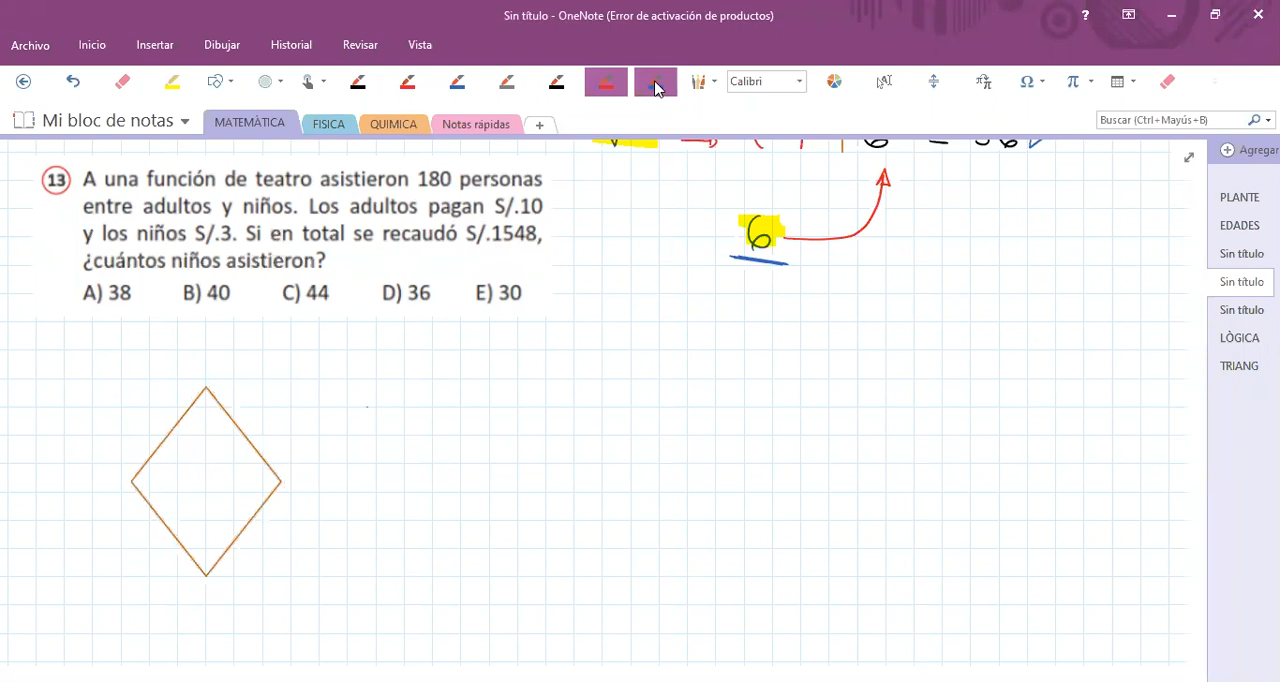 Sin título - OneNote (Error de activación de productos)
Archivo Inicio Insertar Dibujar Historial Revisar Vista
Calibri
Mi bloc de notas MATEMÀTICA FISICA QUIMICA Notas rápidas
Buscar (Ctrl+Mayús+B)
Agregar
PLANTE
EDADES
Sin título
Sin título
Sin título
LÒGICA
TRIANG
13 A una función de teatro asistieron 180 personas
entre adultos y niños. Los adultos pagan S/.10
y los niños S/.3. Si en total se recaudó S/.1548,
¿cuántos niños asistieron?
A) 38 B) 40 C) 44 D) 36 E) 30
6